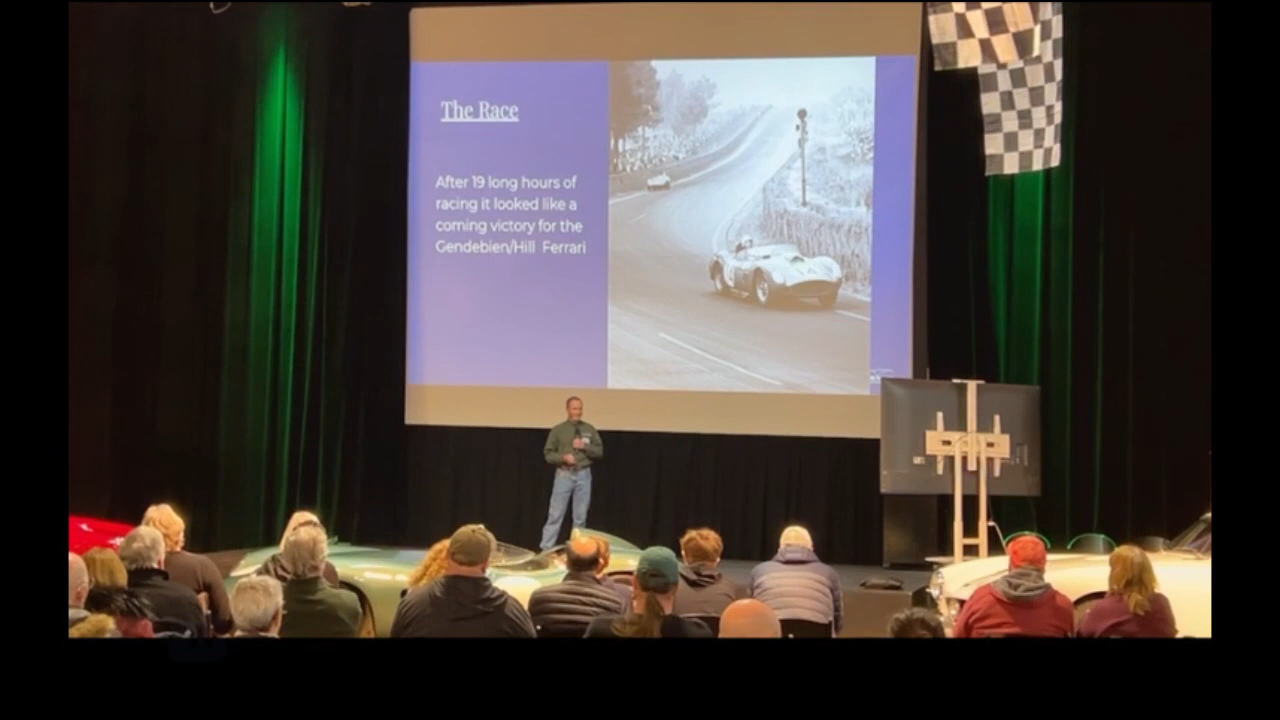 The Race
After 19 long hours of
racing it looked like a
coming victory for the
Gendebien/Hill Ferrari